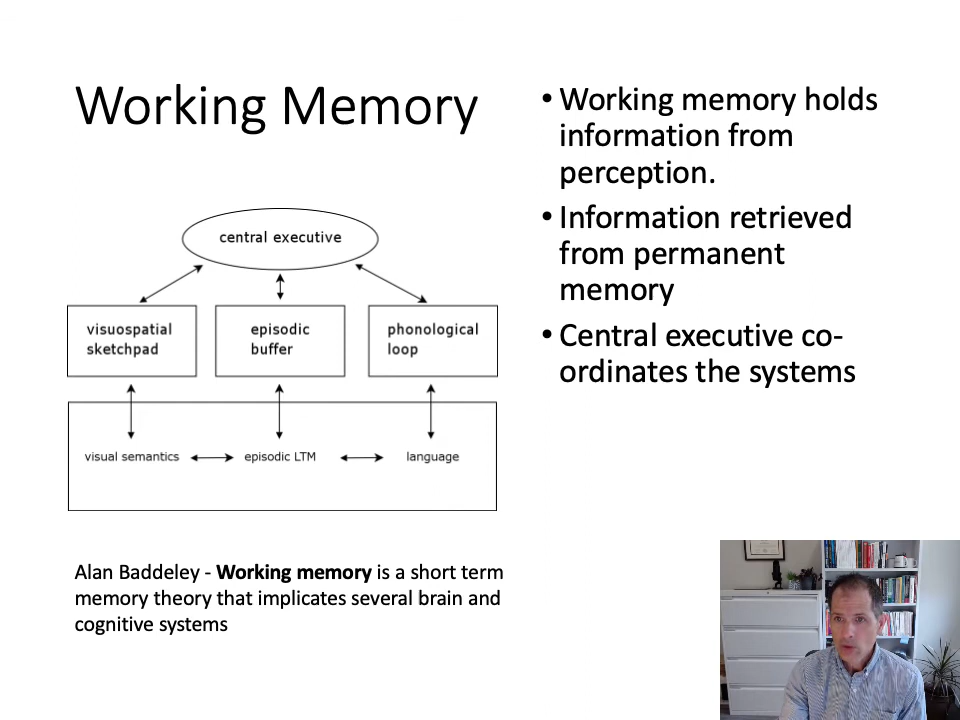 Working Memory
central executive
visuospatial
sketchpad
episodic
buffer
phonological
loop
visual semantics
episodic LTM
language
Alan Baddeley - Working memory is a short term
memory theory that implicates several brain and
cognitive systems
• Working memory holds
information from
perception.
• Information retrieved
from permanent
memory
• Central executive co-
ordinates the systems